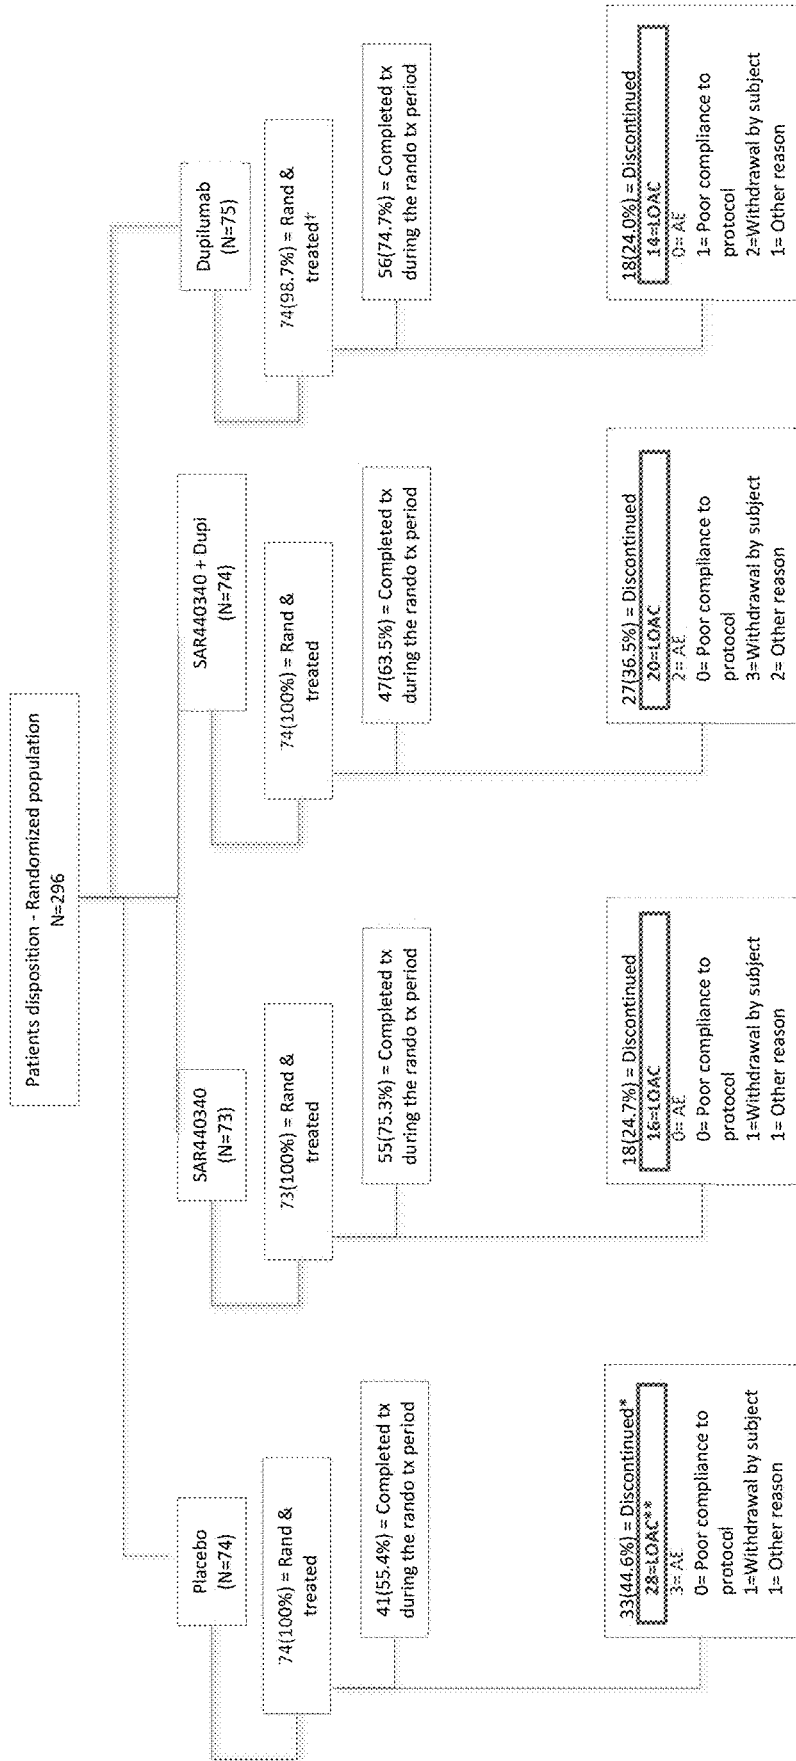 Patients disposition - Randomized population
N=296
Placebo
(N=74)
74(100%) = Rand &
treated
41(55.4%) = Completed tx
during the rando tx period
33(44.6%) = Discontinued*
28=LOAC**
3= AE
0= Poor compliance to
protocol
1=Withdrawal by subject
1= Other reason
SAR440340
(N=73)
73(100%) = Rand &
treated
55(75.3%) = Completed tx
during the rando tx period
18(24.7%) = Discontinued
16=LOAC
0= AE
0= Poor compliance to
protocol
1=Withdrawal by subject
1= Other reason
SAR440340 + Dupi
(N=74)
74(100%) = Rand &
treated
47(63.5%) = Completed tx
during the rando tx period
27(36.5%) = Discontinued
20=LOAC
2= AE
0= Poor compliance to
protocol
3=Withdrawal by subject
2= Other reason
Dupilumab
(N=75)
74(98.7%) = Rand &
treated†
56(74.7%) = Completed tx
during the rando tx period
18(24.0%) = Discontinued
14=LOAC
0= AE
1= Poor compliance to
protocol
2=Withdrawal by subject
1= Other reason